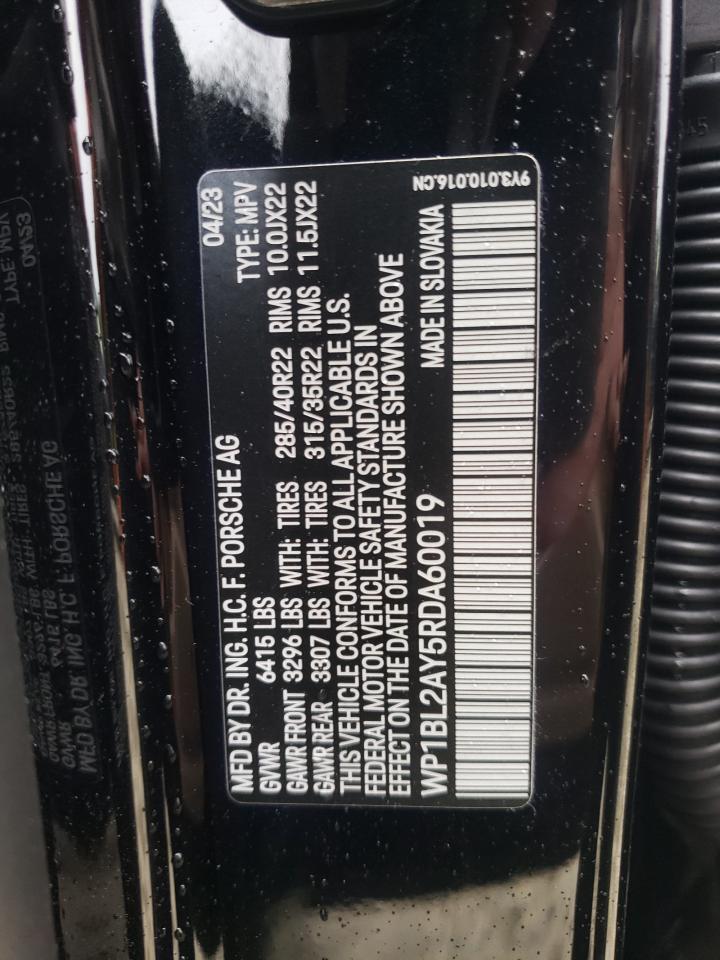 MFD BY DR. ING. H.C. F. PORSCHE AG 04/23
GVWR 6415 LBS TYPE: MPV
GAWR FRONT 3296 LBS WITH: TIRES 285/40R22 RIMS 10.0JX22
GAWR REAR 3307 LBS WITH: TIRES 315/35R22 RIMS 11.5JX22
THIS VEHICLE CONFORMS TO ALL APPLICABLE U.S.
FEDERAL MOTOR VEHICLE SAFETY STANDARDS IN
EFFECT ON THE DATE OF MANUFACTURE SHOWN ABOVE
WP1BL2AY5RDA60019 MADE IN SLOVAKIA
9Y3.010.016.CN